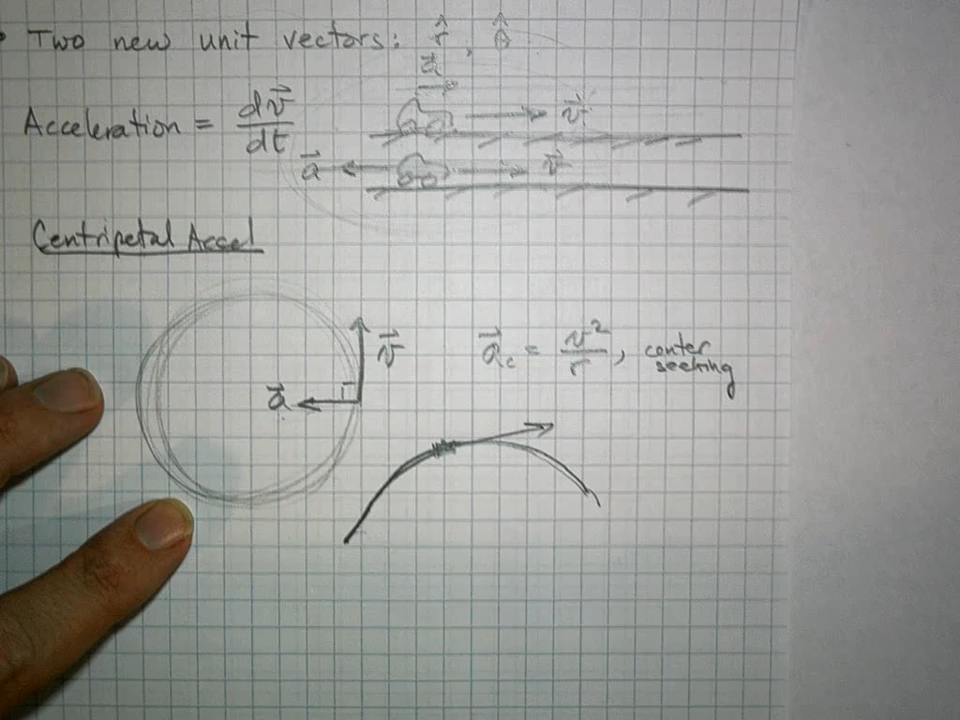 • Two new unit vectors: r̂, θ̂
a⃗
Acceleration = dv⃗/dt
v⃗
a⃗
v⃗
Centripetal Accel
v⃗
a⃗
a⃗c = v²/r, center
seeking